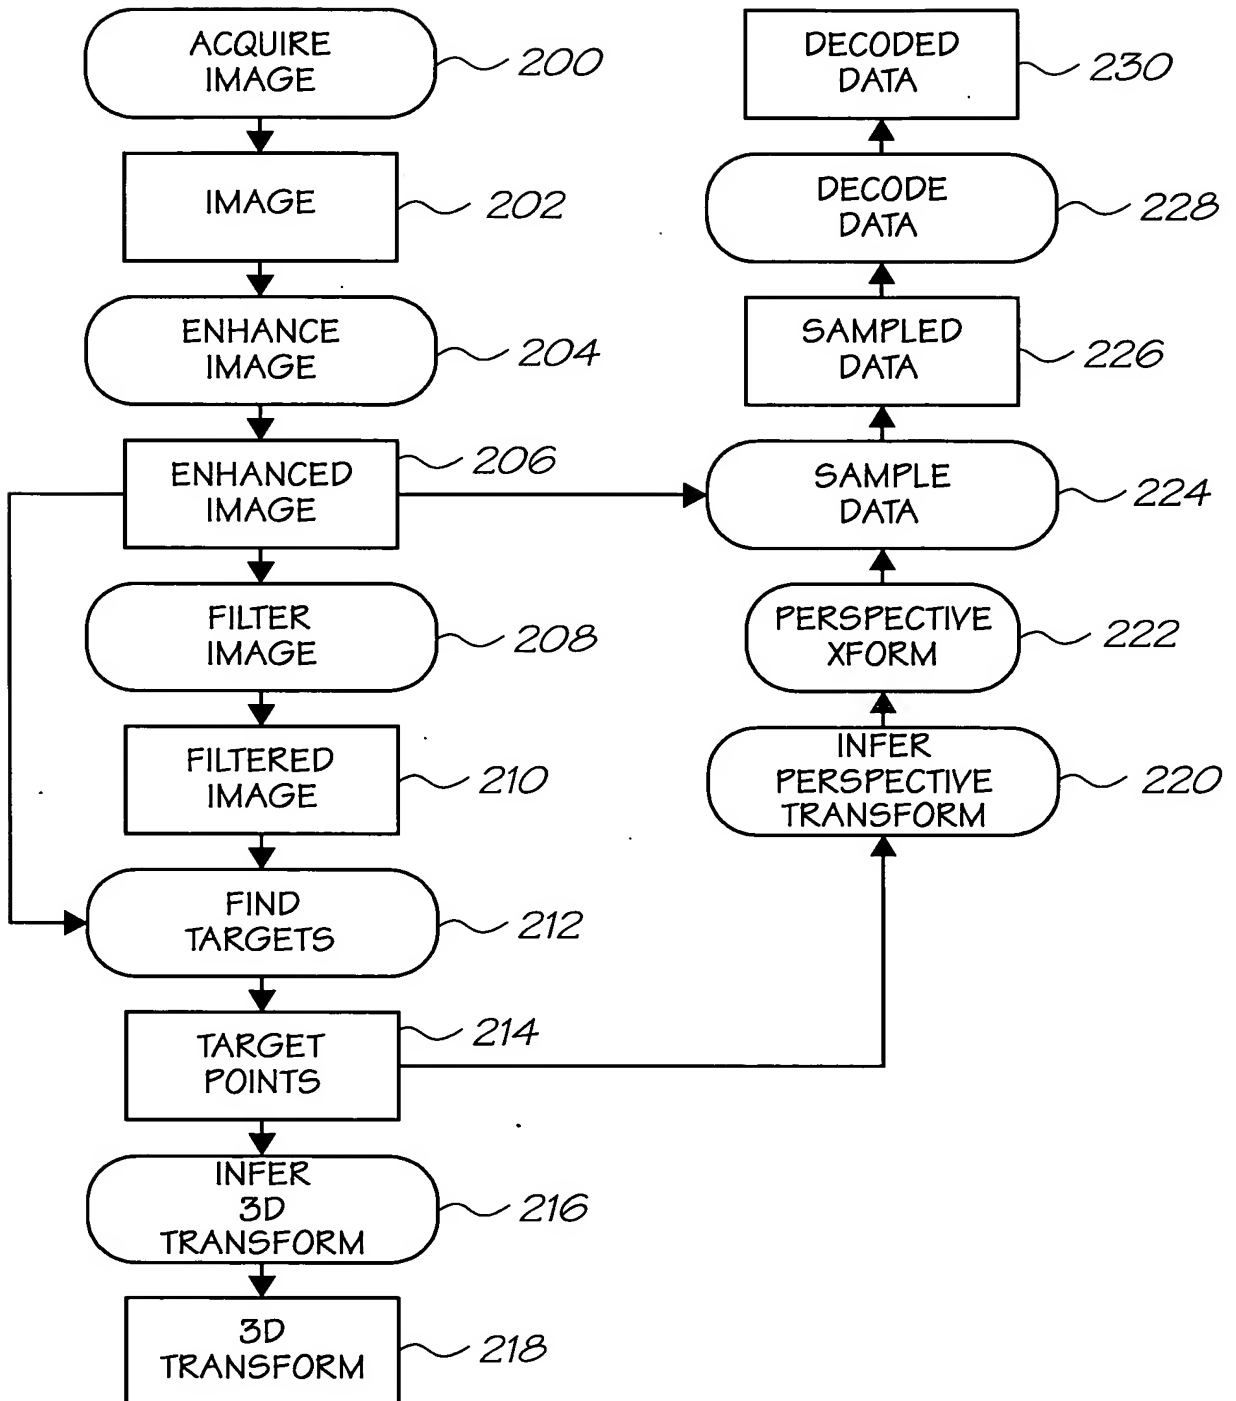 ACQUIRE
IMAGE
200
IMAGE
202
ENHANCE
IMAGE
204
ENHANCED
IMAGE
206
FILTER
IMAGE
208
FILTERED
IMAGE
210
FIND
TARGETS
212
TARGET
POINTS
214
INFER
3D
TRANSFORM
216
3D
TRANSFORM
218
DECODED
DATA
230
DECODE
DATA
228
SAMPLED
DATA
226
SAMPLE
DATA
224
PERSPECTIVE
XFORM
222
INFER
PERSPECTIVE
TRANSFORM
220